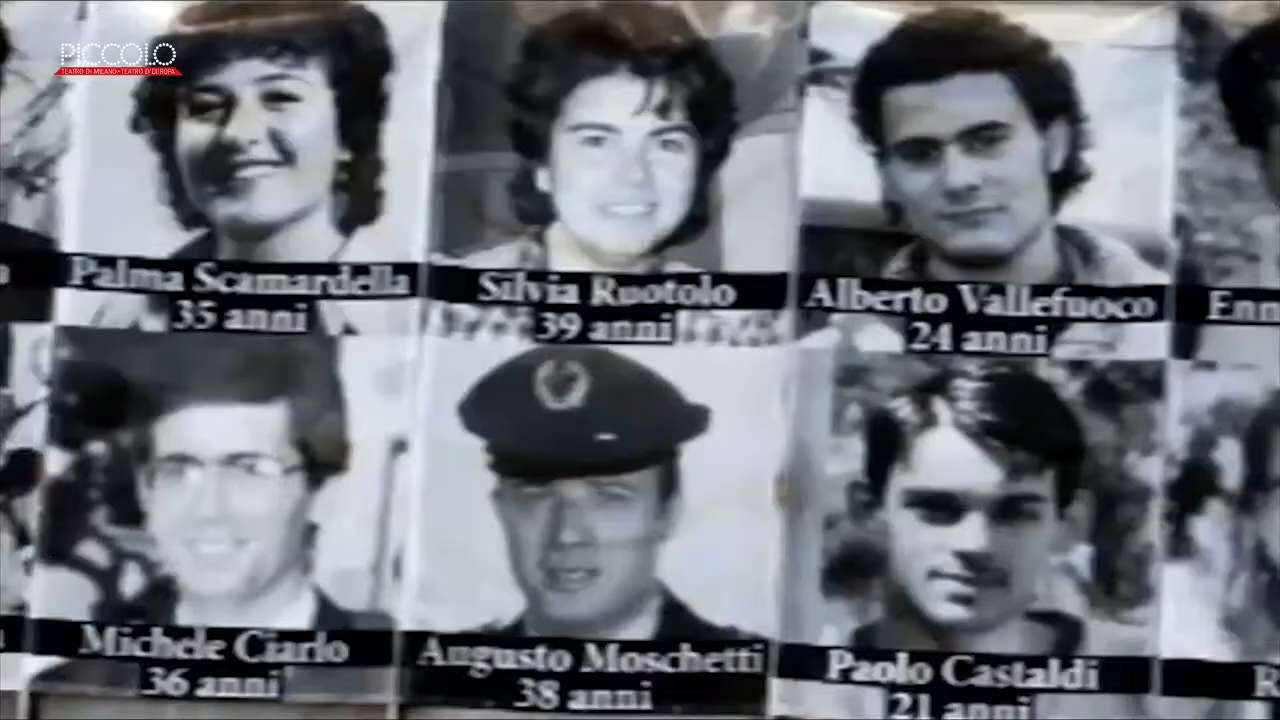 PICCOLO
TEATRO DI MILANO-TEATRO D'EUROPA
Palma Scamardella
35 anni
Silvia Ruotolo
39 anni
Alberto Vallefuoco
24 anni
Michele Ciarlo
36 anni
Angusto Moschetti
38 anni
Paolo Castaldi
21 anni